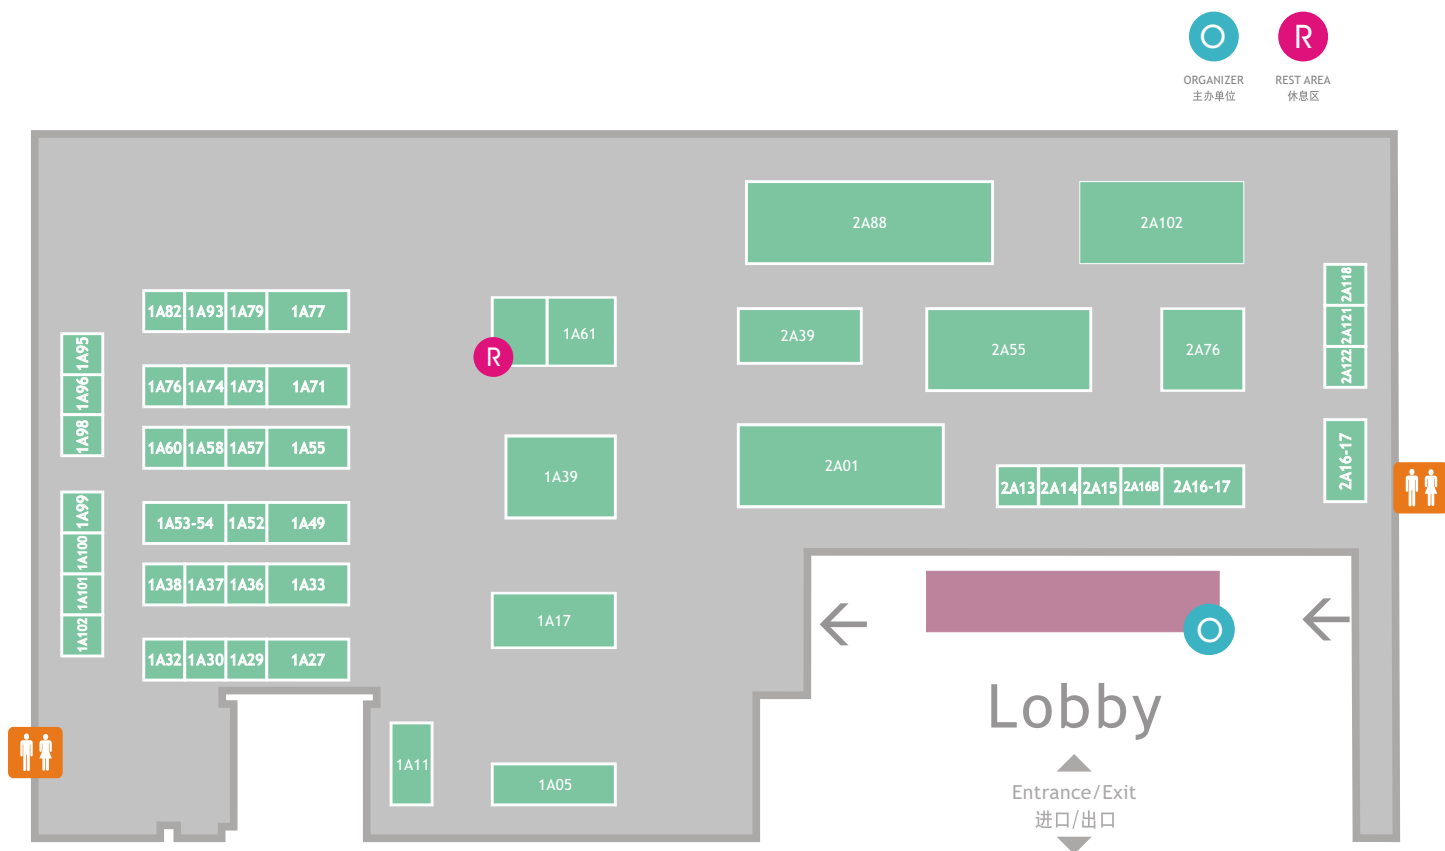 ORGANIZER
主办单位
REST AREA
休息区
2A88
2A102
2A118
2A121
2A122
1A82 1A93 1A79 1A77
1A61
R
2A39
2A55
2A76
1A95
1A96
1A98
1A76 1A74 1A73 1A71
1A60 1A58 1A57 1A55
1A39
2A01
2A13 2A14 2A15 2A16B 2A16-17
2A16-17
1A99
1A100
1A101
1A102
1A53-54 1A52 1A49
1A38 1A37 1A36 1A33
1A17
1A32 1A30 1A29 1A27
Lobby
1A11
1A05
Entrance/Exit
进口/出口